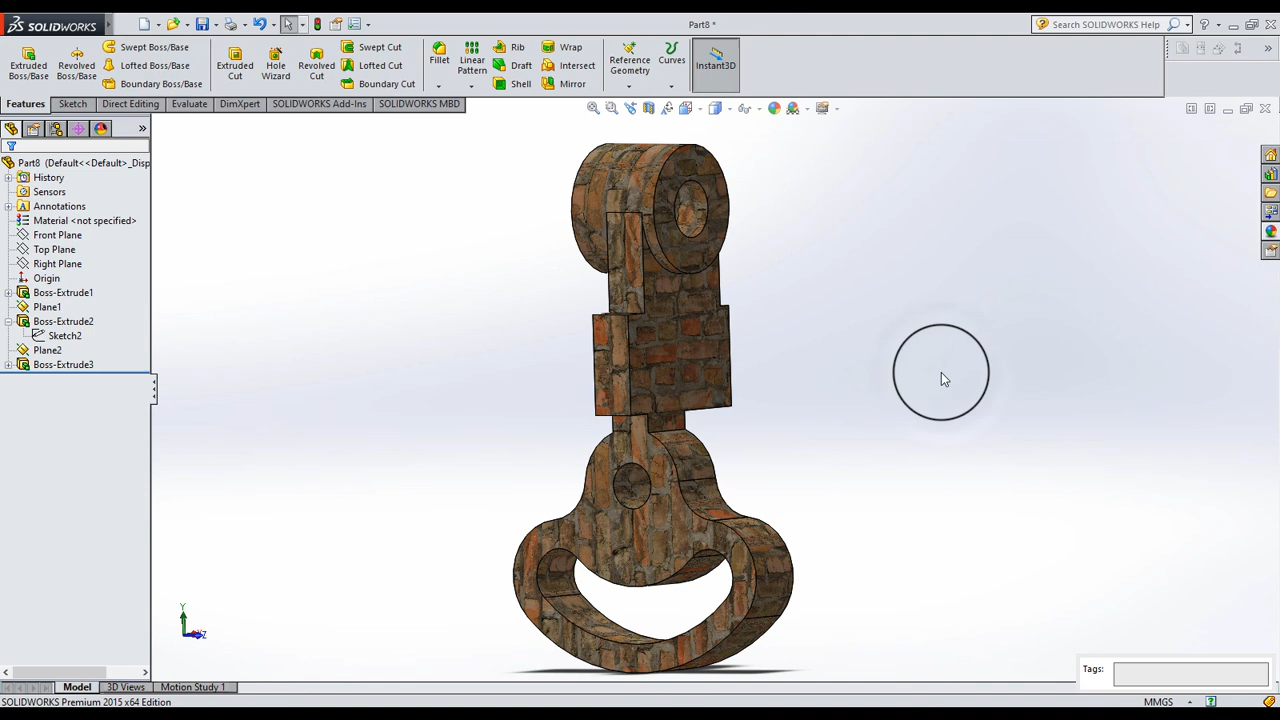 SOLIDWORKS
Part8 *
Search SOLIDWORKS Help
Extruded Boss/Base
Revolved Boss/Base
Swept Boss/Base
Lofted Boss/Base
Boundary Boss/Base
Extruded Cut
Hole Wizard
Revolved Cut
Swept Cut
Lofted Cut
Boundary Cut
Fillet
Linear Pattern
Rib
Draft
Shell
Wrap
Intersect
Mirror
Reference Geometry
Curves
Instant3D
Features
Sketch
Direct Editing
Evaluate
DimXpert
SOLIDWORKS Add-Ins
SOLIDWORKS MBD
Part8 (Default<<Default>_Disp
History
Sensors
Annotations
Material <not specified>
Front Plane
Top Plane
Right Plane
Origin
Boss-Extrude1
Plane1
Boss-Extrude2
Sketch2
Plane2
Boss-Extrude3
Y
Z
Tags:
Model
3D Views
Motion Study 1
SOLIDWORKS Premium 2015 x64 Edition
MMGS